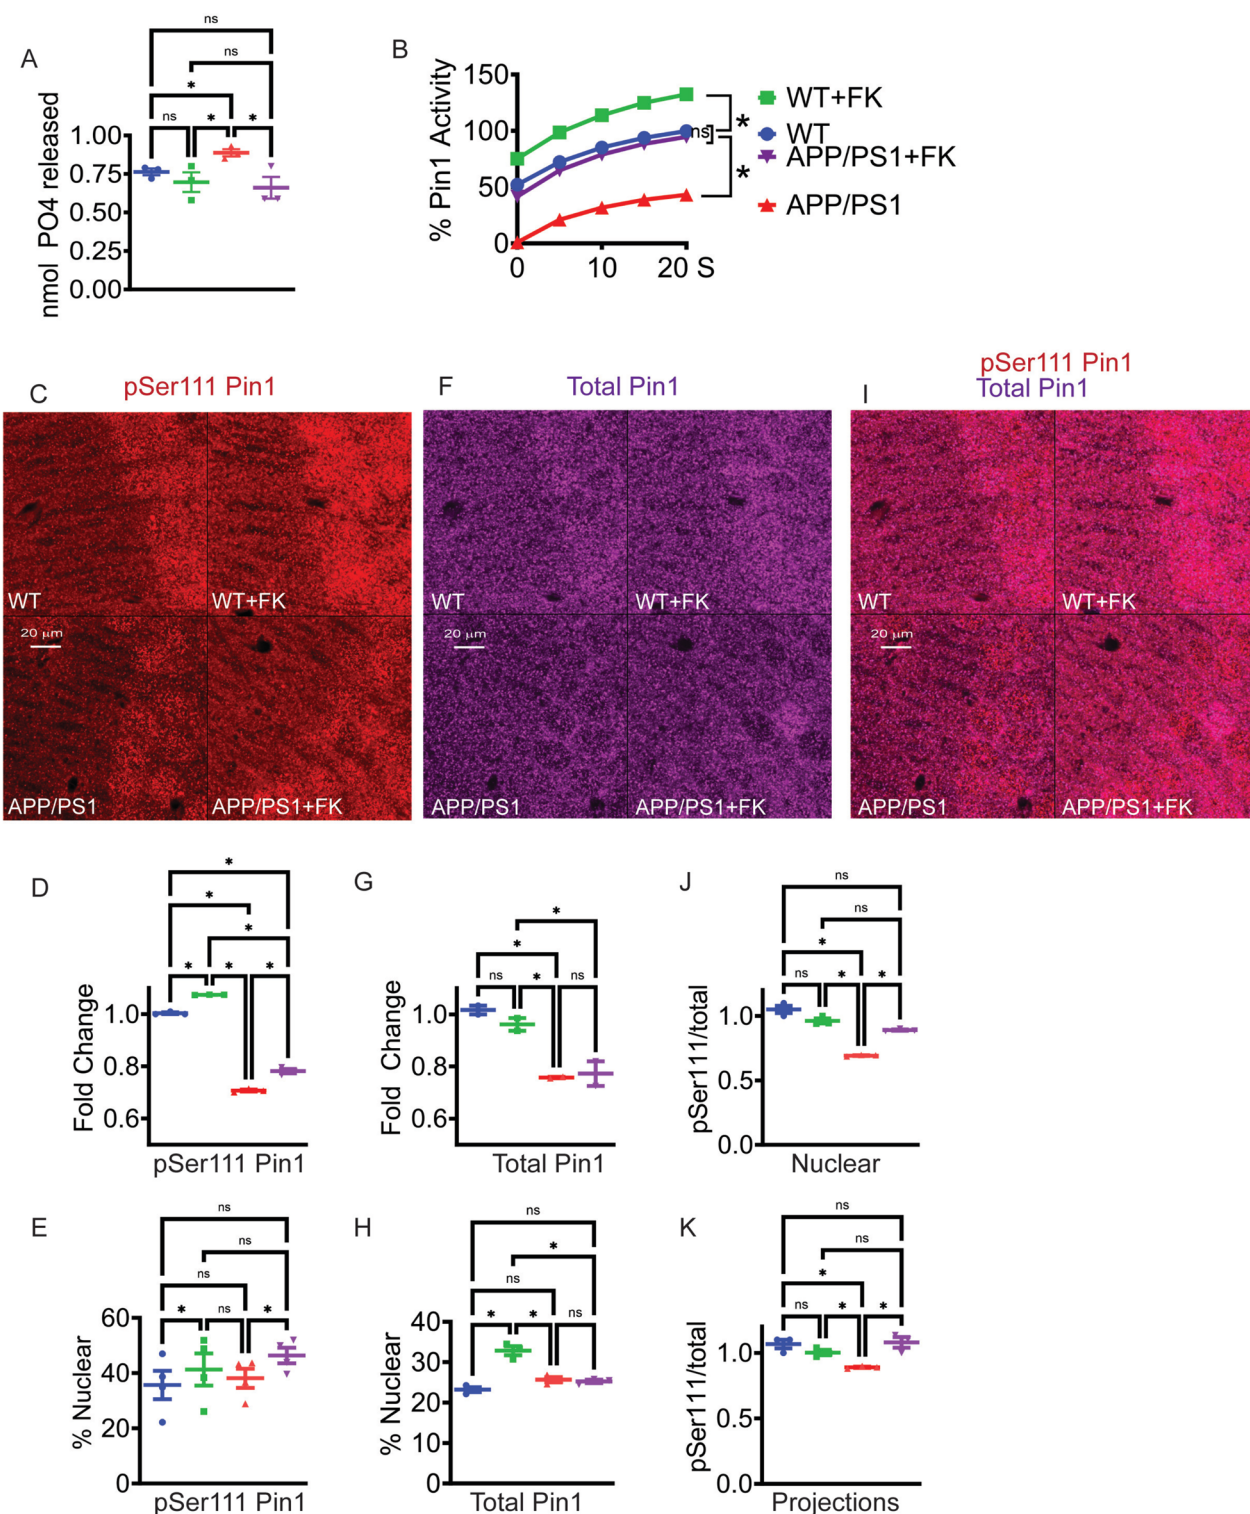 A
ns
ns
*
ns
*
*
nmol PO4 released
1.00
0.75
0.50
0.25
0.00
B
% Pin1 Activity
150
100
50
0
0
10
20 S
ns
*
*
WT+FK
WT
APP/PS1+FK
APP/PS1
C
pSer111 Pin1
WT
WT+FK
20 µm
APP/PS1
APP/PS1+FK
F
Total Pin1
WT
WT+FK
20 µm
APP/PS1
APP/PS1+FK
I
pSer111 Pin1
Total Pin1
WT
WT+FK
20 µm
APP/PS1
APP/PS1+FK
D
*
*
*
*
*
*
Fold Change
1.0
0.8
0.6
pSer111 Pin1
G
*
*
ns
*
ns
Fold Change
1.0
0.8
0.6
Total Pin1
J
ns
ns
*
ns
*
*
pSer111/total
1.0
0.5
0.0
Nuclear
E
ns
ns
ns
*
ns
*
% Nuclear
60
40
20
0
pSer111 Pin1
H
ns
*
ns
*
*
ns
% Nuclear
40
30
20
10
0
Total Pin1
K
ns
ns
*
ns
*
*
pSer111/total
1.0
0.5
0.0
Projections